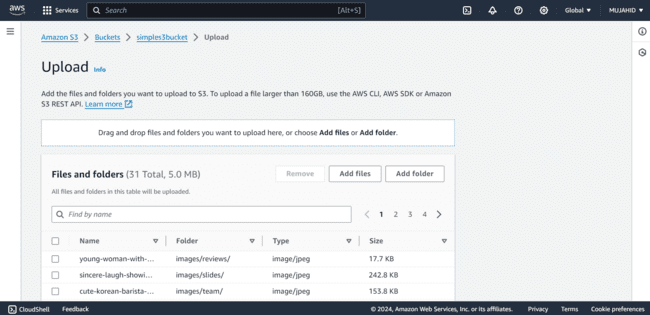 aws Services Search [Alt+S] Global ▼ MUJAHID ▼
Amazon S3 > Buckets > simples3bucket > Upload
Upload Info
Add the files and folders you want to upload to S3. To upload a file larger than 160GB, use the AWS CLI, AWS SDK or Amazon
S3 REST API. Learn more
Drag and drop files and folders you want to upload here, or choose Add files or Add folder.
Files and folders (31 Total, 5.0 MB) Remove Add files Add folder
All files and folders in this table will be uploaded.
Find by name < 1 2 3 4 >
Name Folder Type Size
young-woman-with-... images/reviews/ image/jpeg 17.7 KB
sincere-laugh-showi... images/slides/ image/jpeg 242.8 KB
cute-korean-barista-... images/team/ image/jpeg 153.8 KB
CloudShell Feedback © 2024, Amazon Web Services, Inc. or its affiliates. Privacy Terms Cookie preferences